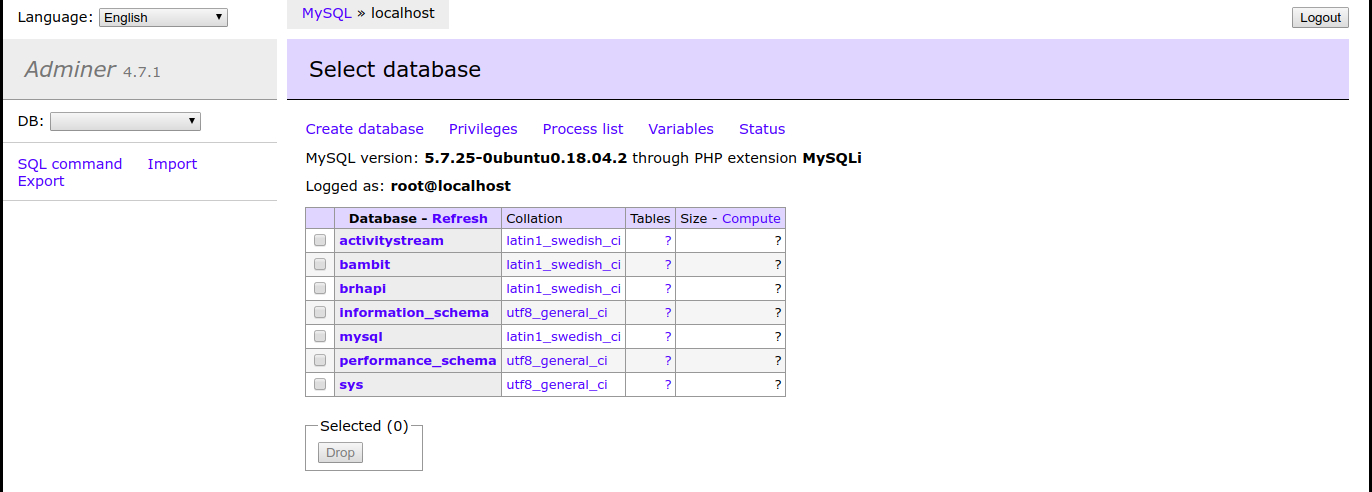 Language: English
MySQL » localhost
Logout
Adminer 4.7.1
Select database
DB:
SQL command Import
Export
Create database Privileges Process list Variables Status
MySQL version: 5.7.25-0ubuntu0.18.04.2 through PHP extension MySQLi
Logged as: root@localhost
Database - Refresh Collation Tables Size - Compute
activitystream latin1_swedish_ci ? ?
bambit latin1_swedish_ci ? ?
brhapi latin1_swedish_ci ? ?
information_schema utf8_general_ci ? ?
mysql latin1_swedish_ci ? ?
performance_schema utf8_general_ci ? ?
sys utf8_general_ci ? ?
Selected (0)
Drop